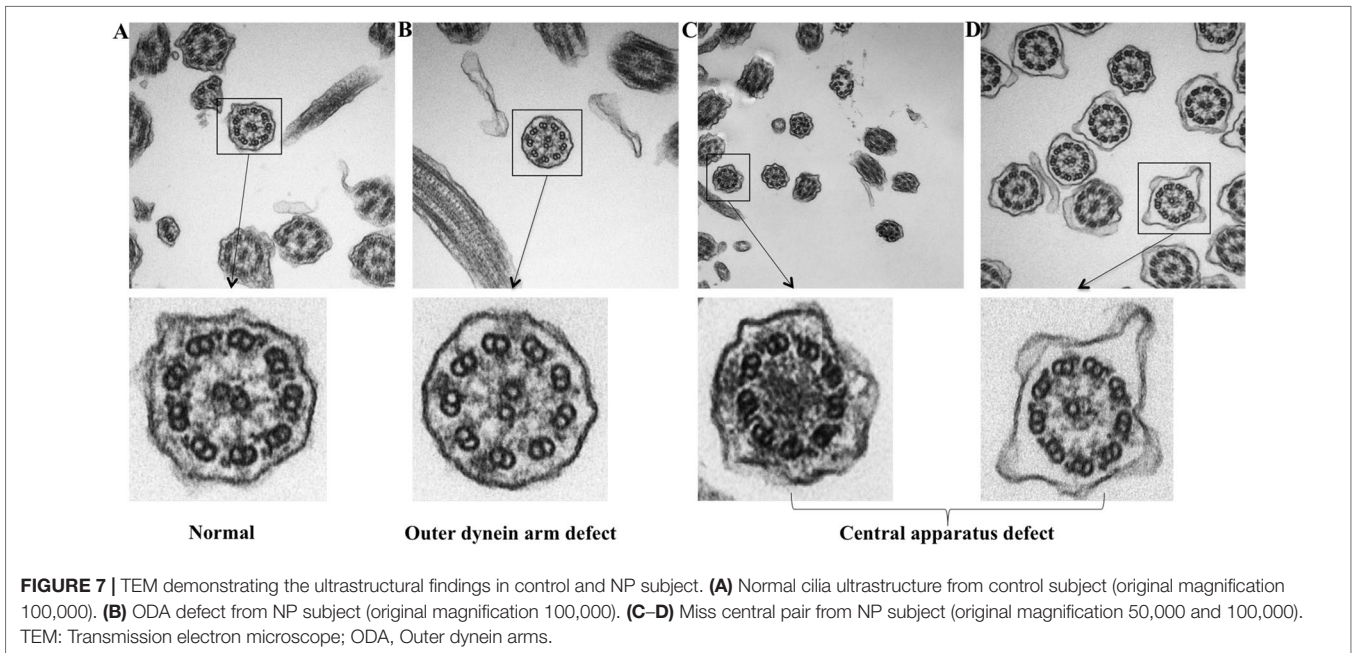 A B C D
Normal Outer dynein arm defect Central apparatus defect
FIGURE 7 | TEM demonstrating the ultrastructural findings in control and NP subject. (A) Normal cilia ultrastructure from control subject (original magnification
100,000). (B) ODA defect from NP subject (original magnification 100,000). (C–D) Miss central pair from NP subject (original magnification 50,000 and 100,000).
TEM: Transmission electron microscope; ODA, Outer dynein arms.